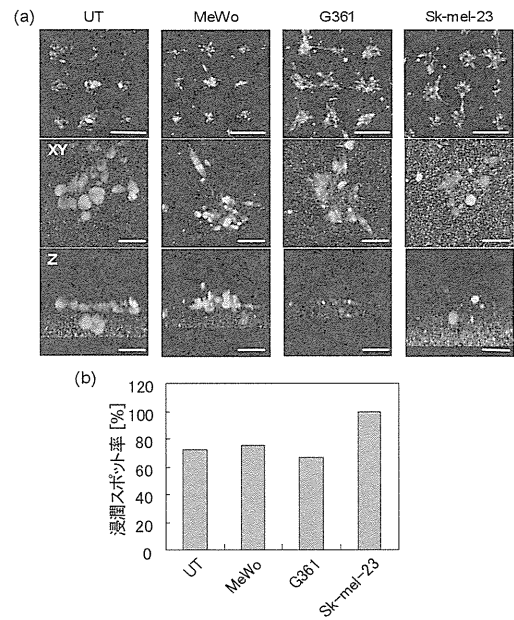 (a)
UT MeWo G361 Sk-mel-23
XY
Z
(b)
浸潤スポット率 [%]
120
100
80
60
40
20
0
UT MeWo G361 Sk-mel-23